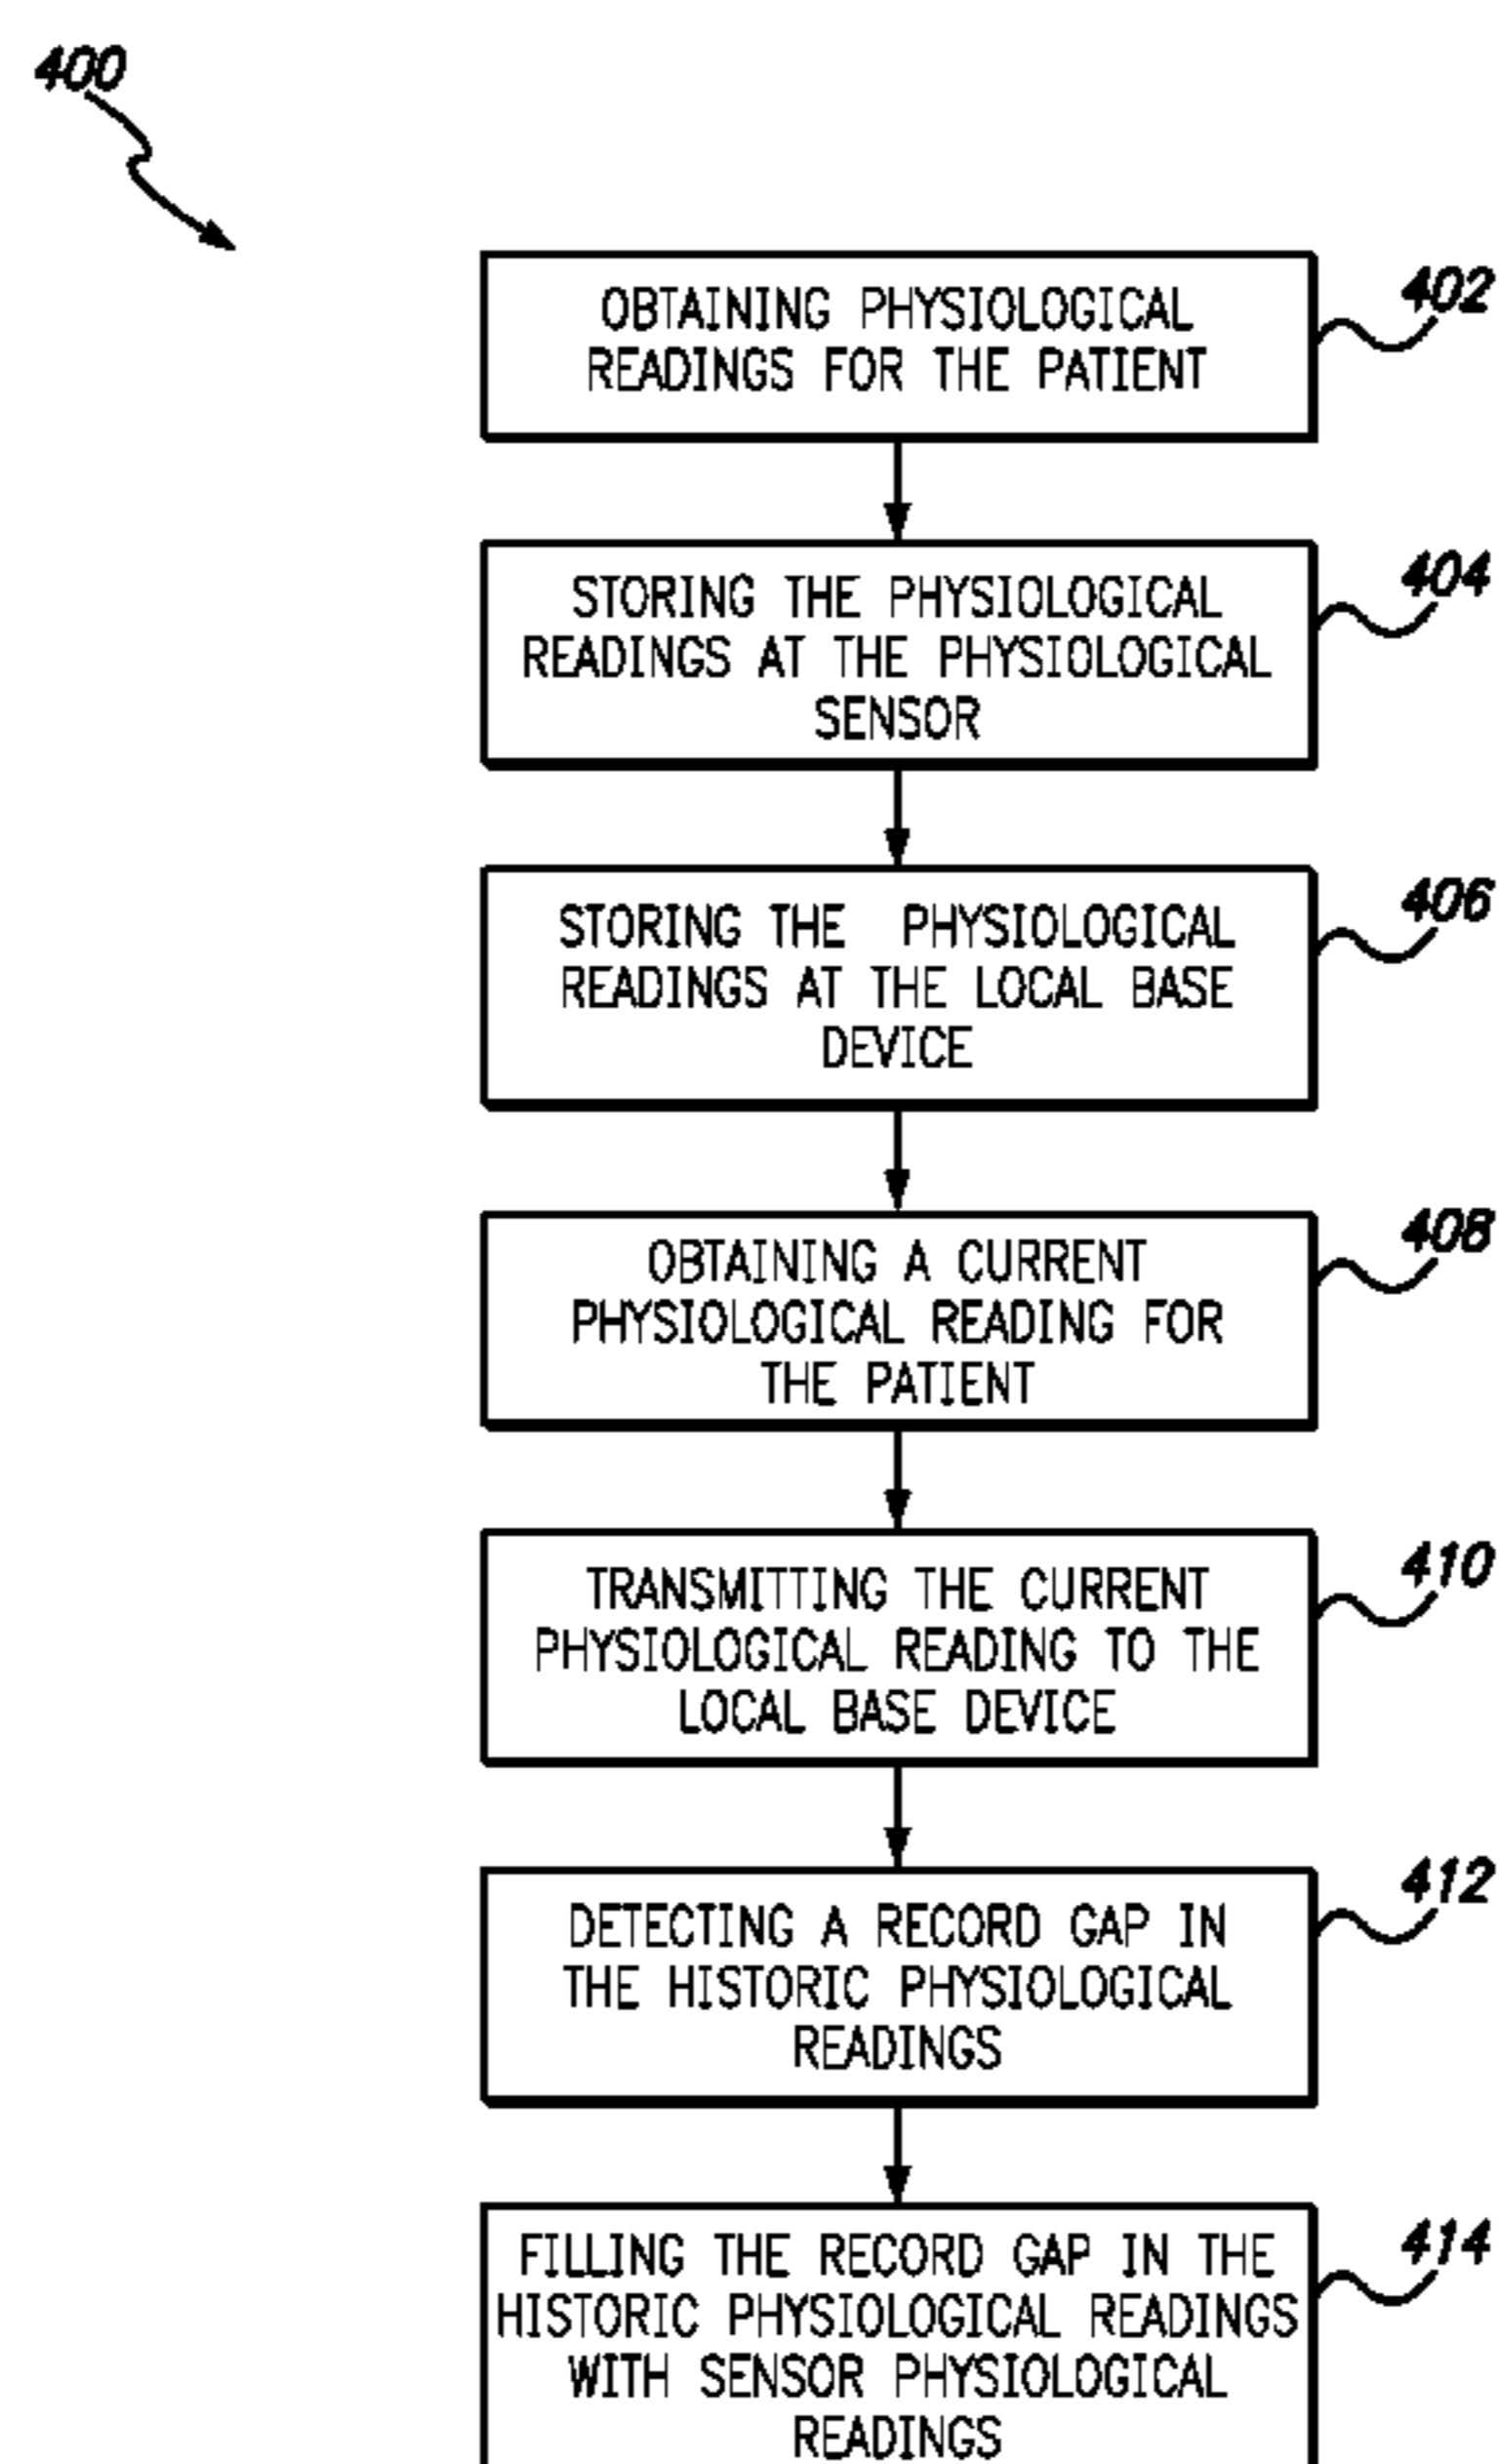 400
OBTAINING PHYSIOLOGICAL
READINGS FOR THE PATIENT
402
STORING THE PHYSIOLOGICAL
READINGS AT THE PHYSIOLOGICAL
SENSOR
404
STORING THE PHYSIOLOGICAL
READINGS AT THE LOCAL BASE
DEVICE
406
OBTAINING A CURRENT
PHYSIOLOGICAL READING FOR
THE PATIENT
408
TRANSMITTING THE CURRENT
PHYSIOLOGICAL READING TO THE
LOCAL BASE DEVICE
410
DETECTING A RECORD GAP IN
THE HISTORIC PHYSIOLOGICAL
READINGS
412
FILLING THE RECORD GAP IN THE
HISTORIC PHYSIOLOGICAL READINGS
WITH SENSOR PHYSIOLOGICAL
READINGS
414